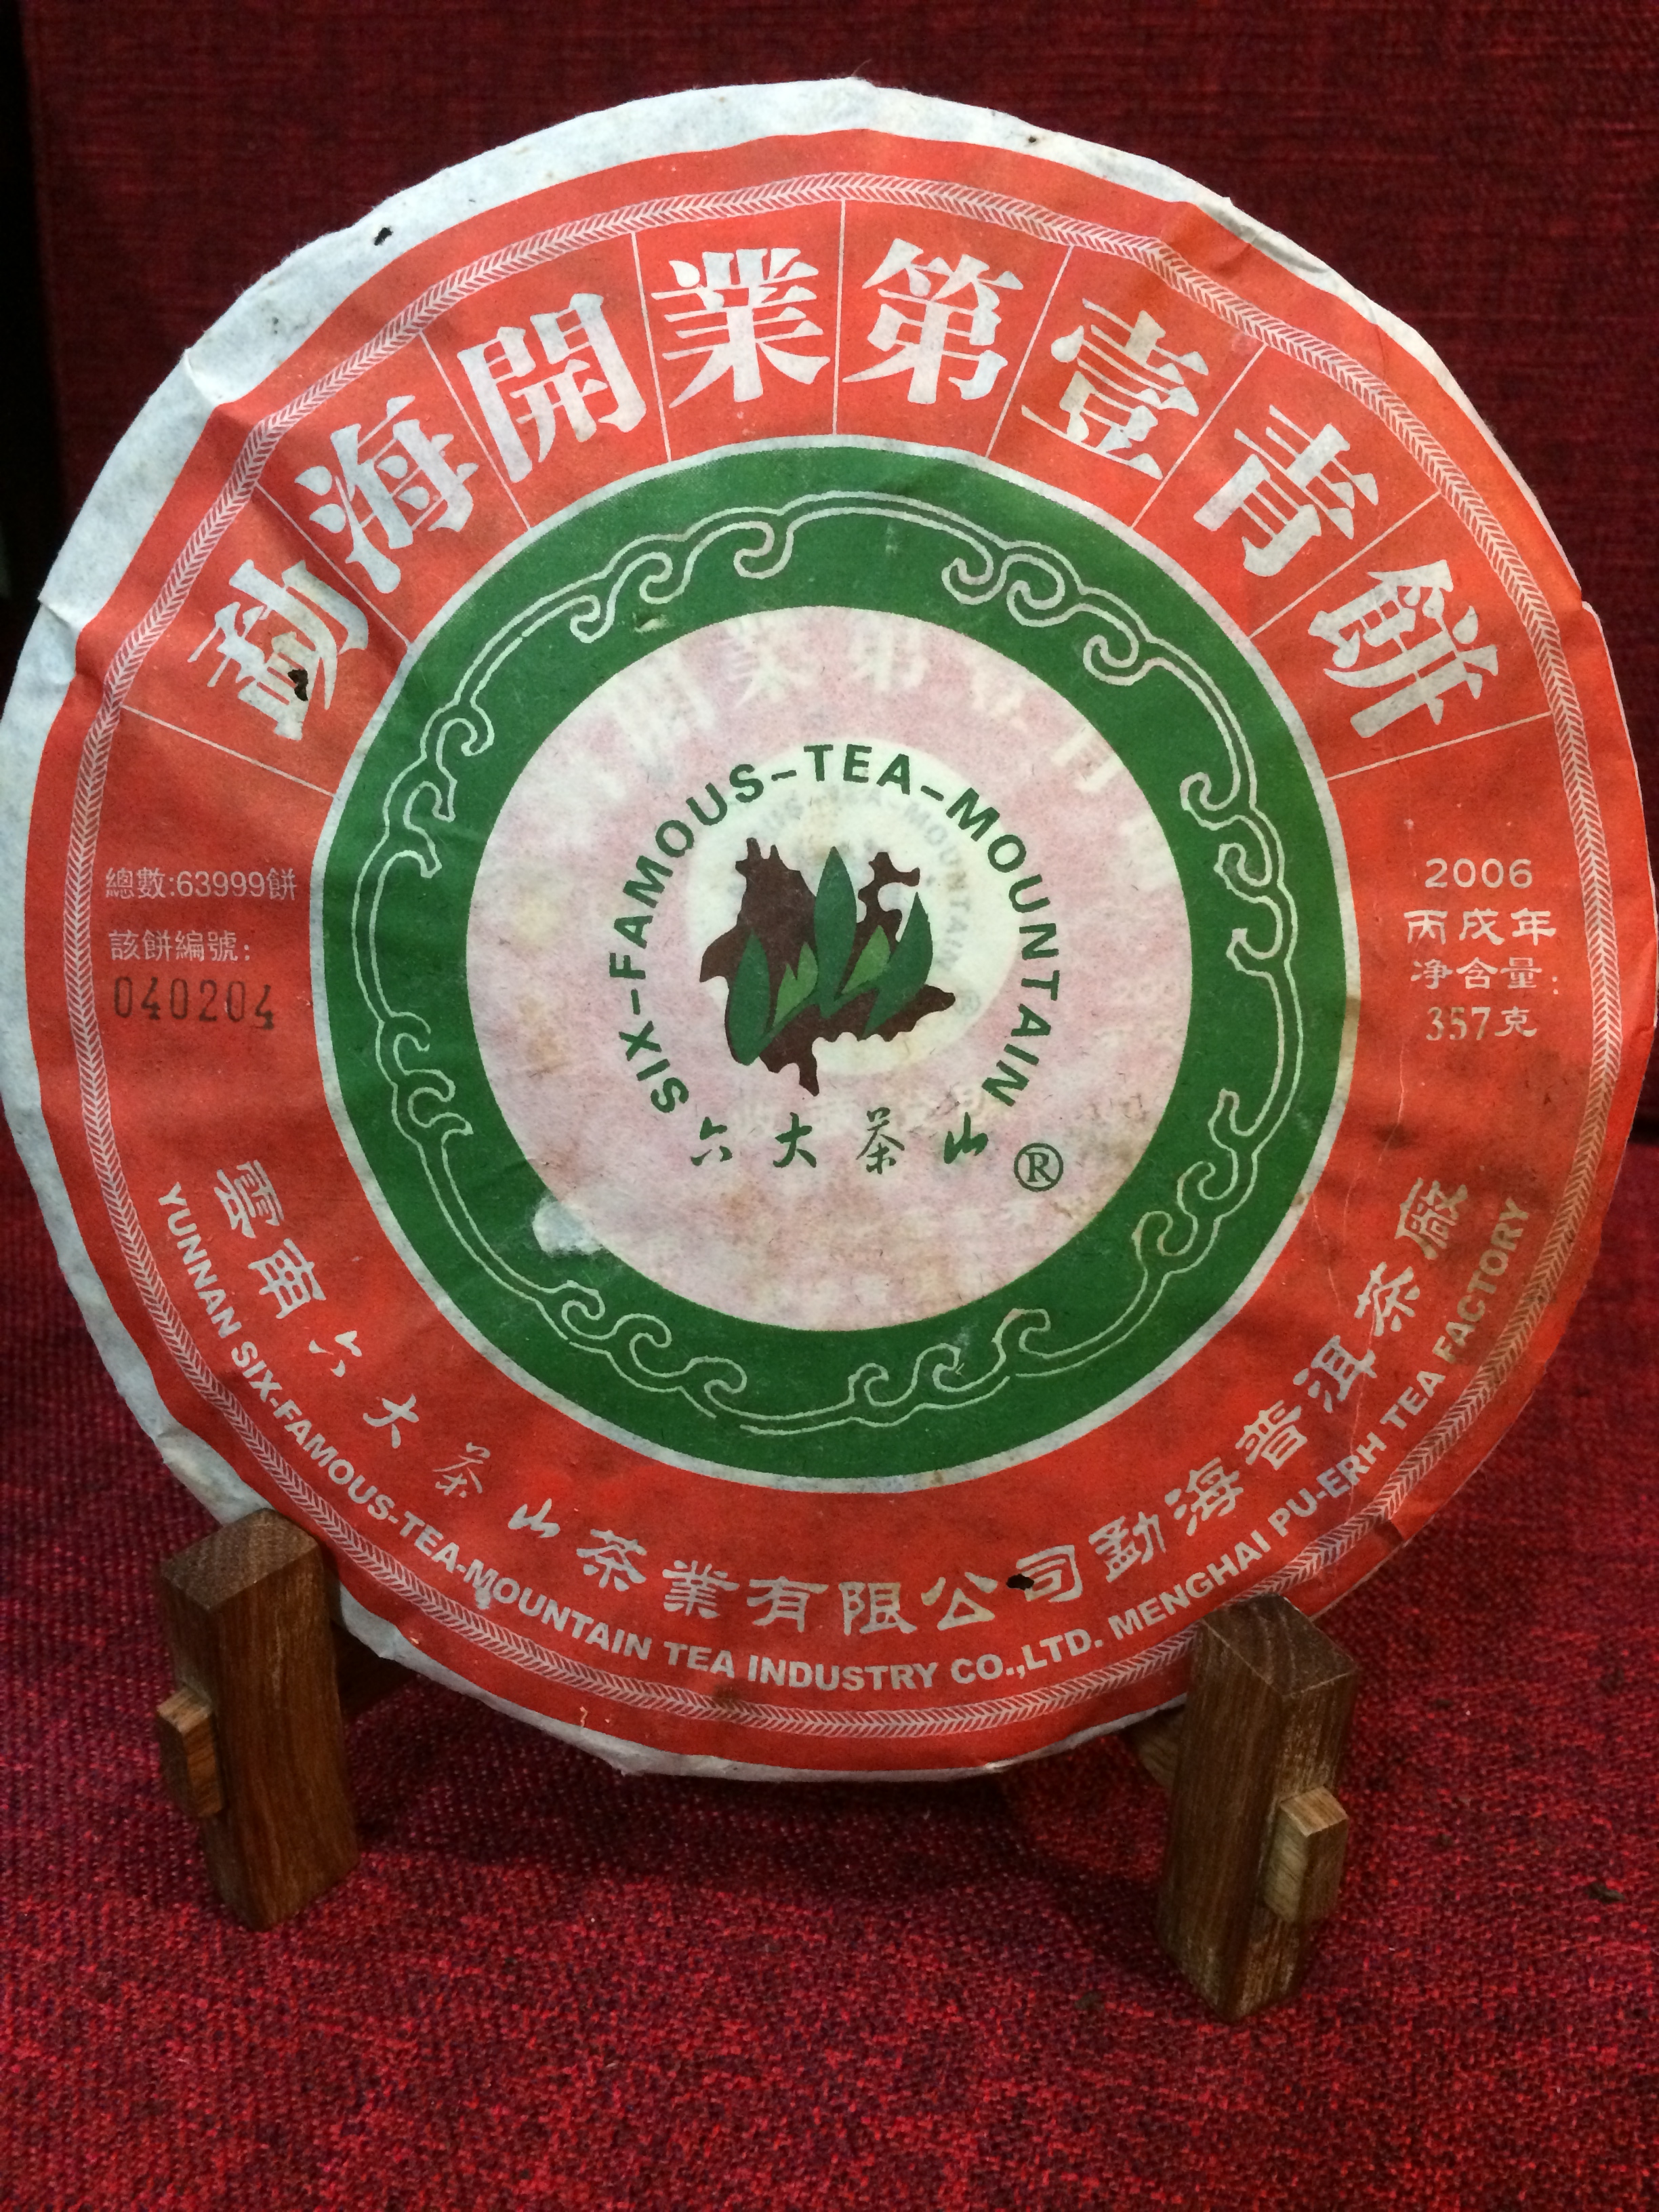 勐海開業第壹青餅
總數:63999餅
該餅編號:
040204
2006
丙戌年
净含量:
357克
SIX-FAMOUS-TEA-MOUNTAIN
六大茶山®
雲南六大茶山茶業有限公司勐海普洱茶廠
YUNNAN SIX-FAMOUS-TEA-MOUNTAIN TEA INDUSTRY CO.,LTD. MENGHAI PU-ERH TEA FACTORY